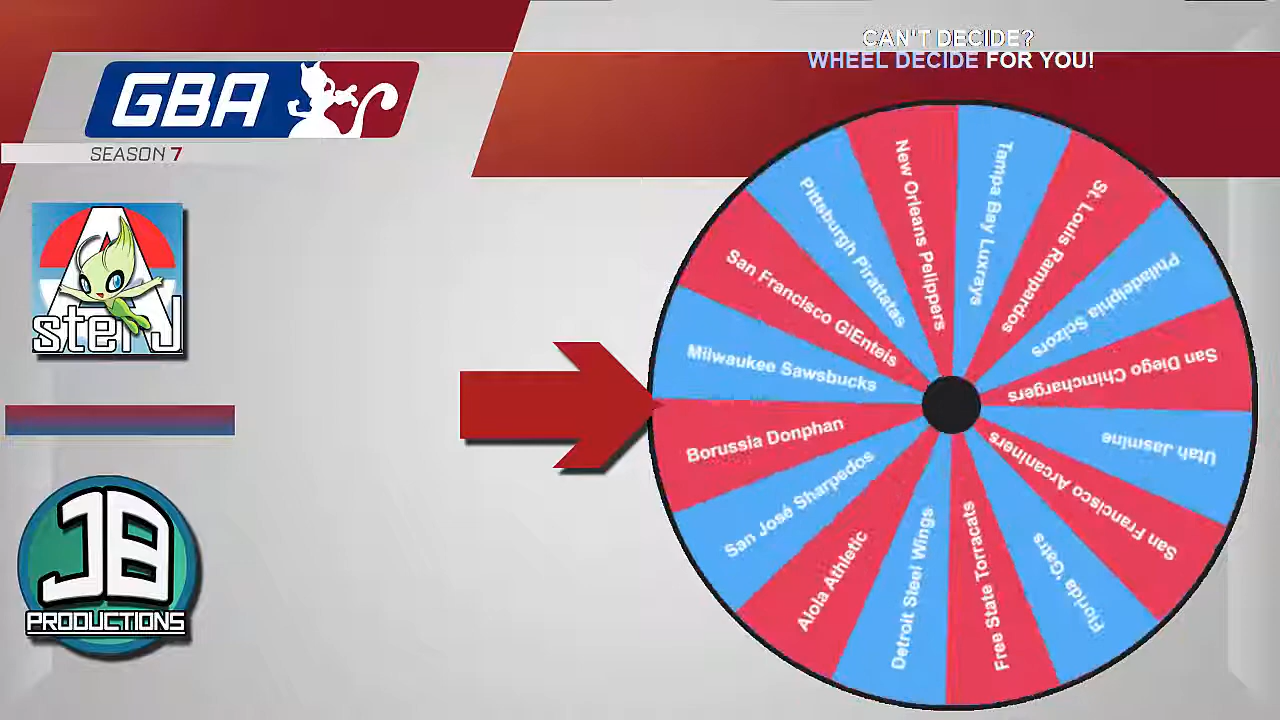 CAN'T DECIDE?
WHEEL DECIDE FOR YOU!
GBA
SEASON 7
A
sterJ
JB
PRODUCTIONS
Tampa Bay Luxrays
St. Louis Rampardos
Philadelphia Scizors
San Diego Chimchargers
Utah Jasmine
San Francisco Arcaniners
Florida 'Gatrs
Free State Torracats
Detroit Steel Wings
Alola Athletic
San José Sharpedos
Borussia Donphan
Milwaukee Sawsbucks
San Francisco GIEnteis
Pittsburgh Pirattatas
New Orleans Pelippers